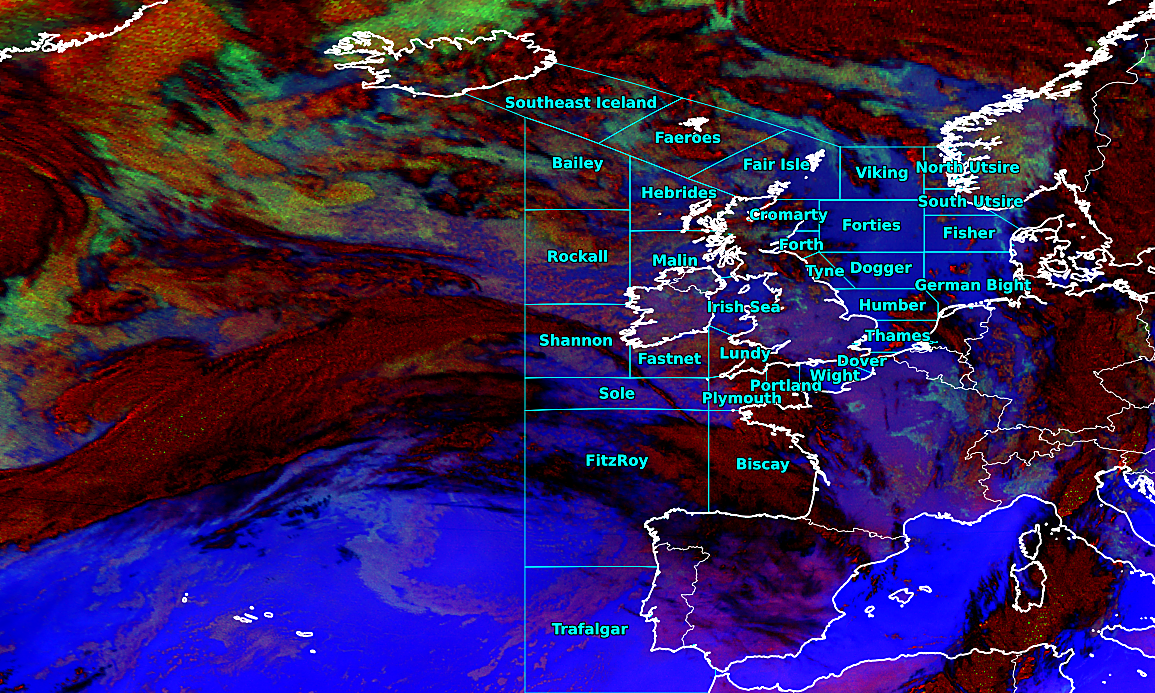 Southeast Iceland
Faeroes
Bailey
Fair Isle
Viking
North Utsire
Hebrides
South Utsire
Cromarty
Forties
Fisher
Forth
Rockall
Malin
Tyne
Dogger
German Bight
Irish Sea
Humber
Thames
Shannon
Fastnet
Lundy
Dover
Wight
Portland
Sole
Plymouth
FitzRoy
Biscay
Trafalgar